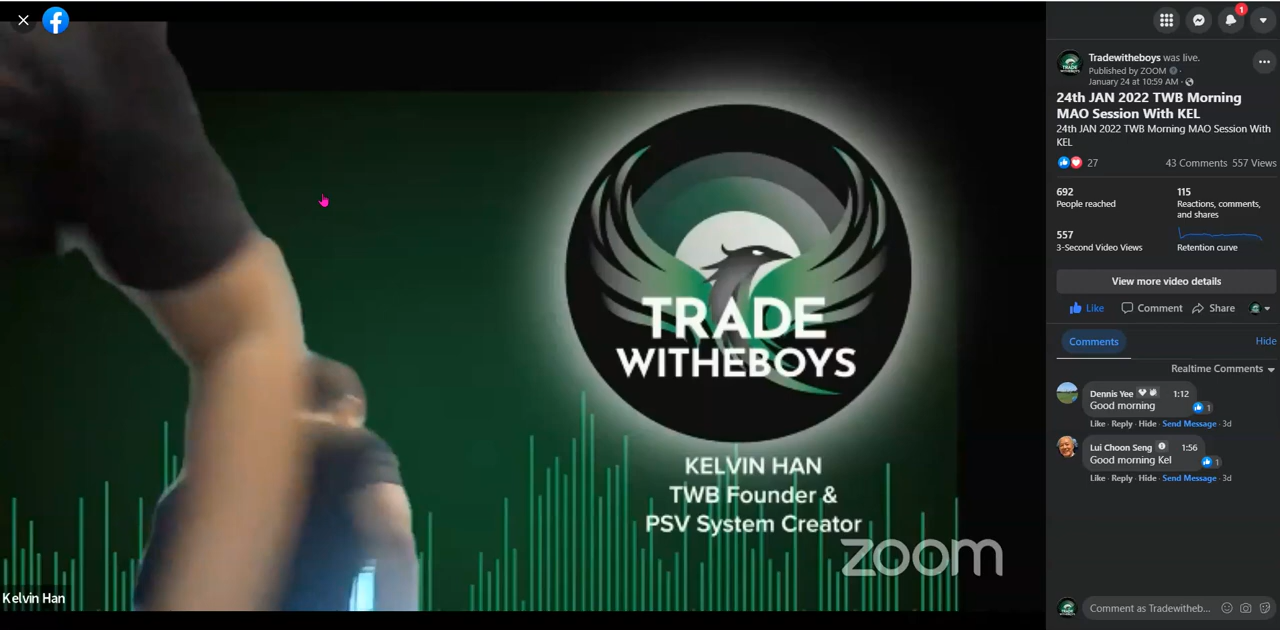 TRADE
WITHEBOYS
KELVIN HAN
TWB Founder &
PSV System Creator
zoom
Kelvin Han
1
Tradewitheboys was live.
Published by ZOOM
January 24 at 10:59 AM ·
24th JAN 2022 TWB Morning
MAO Session With KEL
24th JAN 2022 TWB Morning MAO Session With
KEL
27
43 Comments 557 Views
692
People reached
115
Reactions, comments,
and shares
557
3-Second Video Views
Retention curve
View more video details
Like Comment Share
Comments
Hide
Realtime Comments
Dennis Yee 1:12
Good morning
1
Like · Reply · Hide · Send Message · 3d
Lui Choon Seng 1:56
Good morning Kel
1
Like · Reply · Hide · Send Message · 3d
Comment as Tradewitheb...